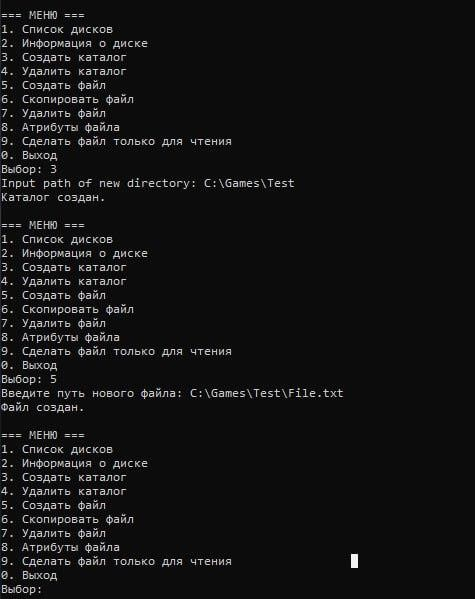 === МЕНЮ ===
1. Список дисков
2. Информация о диске
3. Создать каталог
4. Удалить каталог
5. Создать файл
6. Скопировать файл
7. Удалить файл
8. Атрибуты файла
9. Сделать файл только для чтения
0. Выход
Выбор: 3
Input path of new directory: C:\Games\Test
Каталог создан.
=== МЕНЮ ===
1. Список дисков
2. Информация о диске
3. Создать каталог
4. Удалить каталог
5. Создать файл
6. Скопировать файл
7. Удалить файл
8. Атрибуты файла
9. Сделать файл только для чтения
0. Выход
Выбор: 5
Введите путь нового файла: C:\Games\Test\File.txt
Файл создан.
=== МЕНЮ ===
1. Список дисков
2. Информация о диске
3. Создать каталог
4. Удалить каталог
5. Создать файл
6. Скопировать файл
7. Удалить файл
8. Атрибуты файла
9. Сделать файл только для чтения
0. Выход
Выбор: